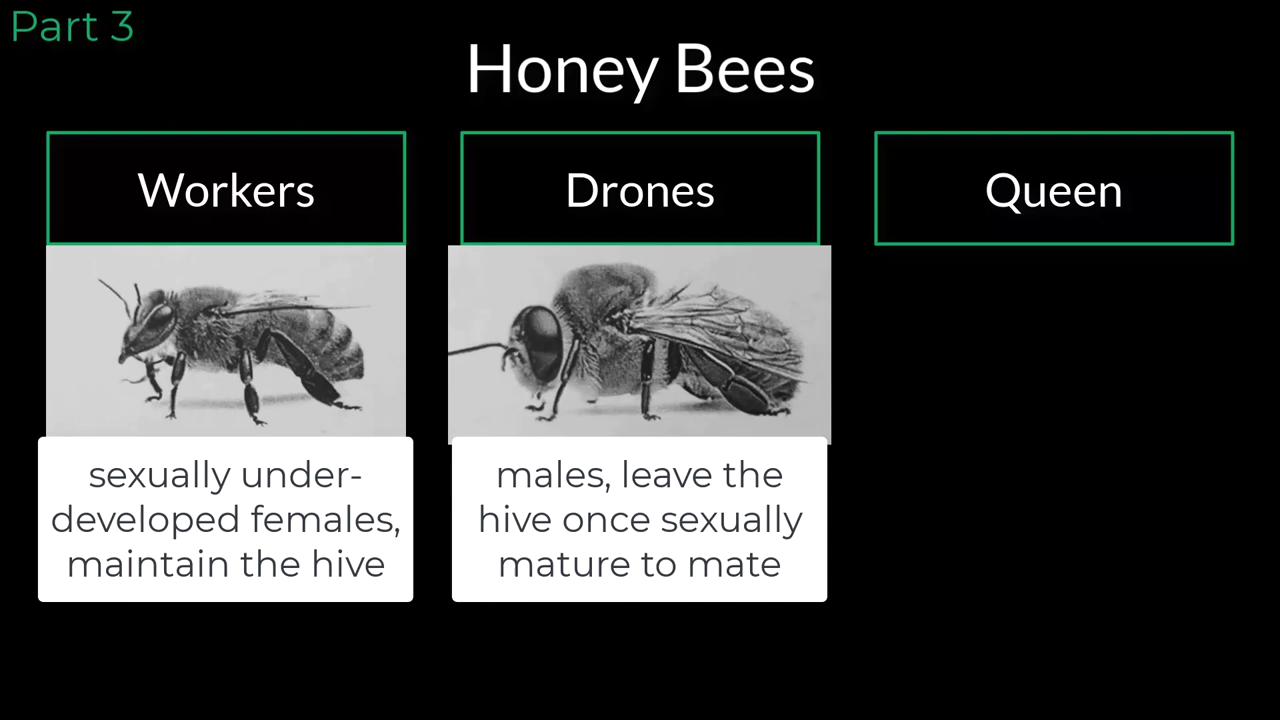 Part 3
Honey Bees
Workers
Drones
Queen
sexually under-
developed females,
maintain the hive
males, leave the
hive once sexually
mature to mate